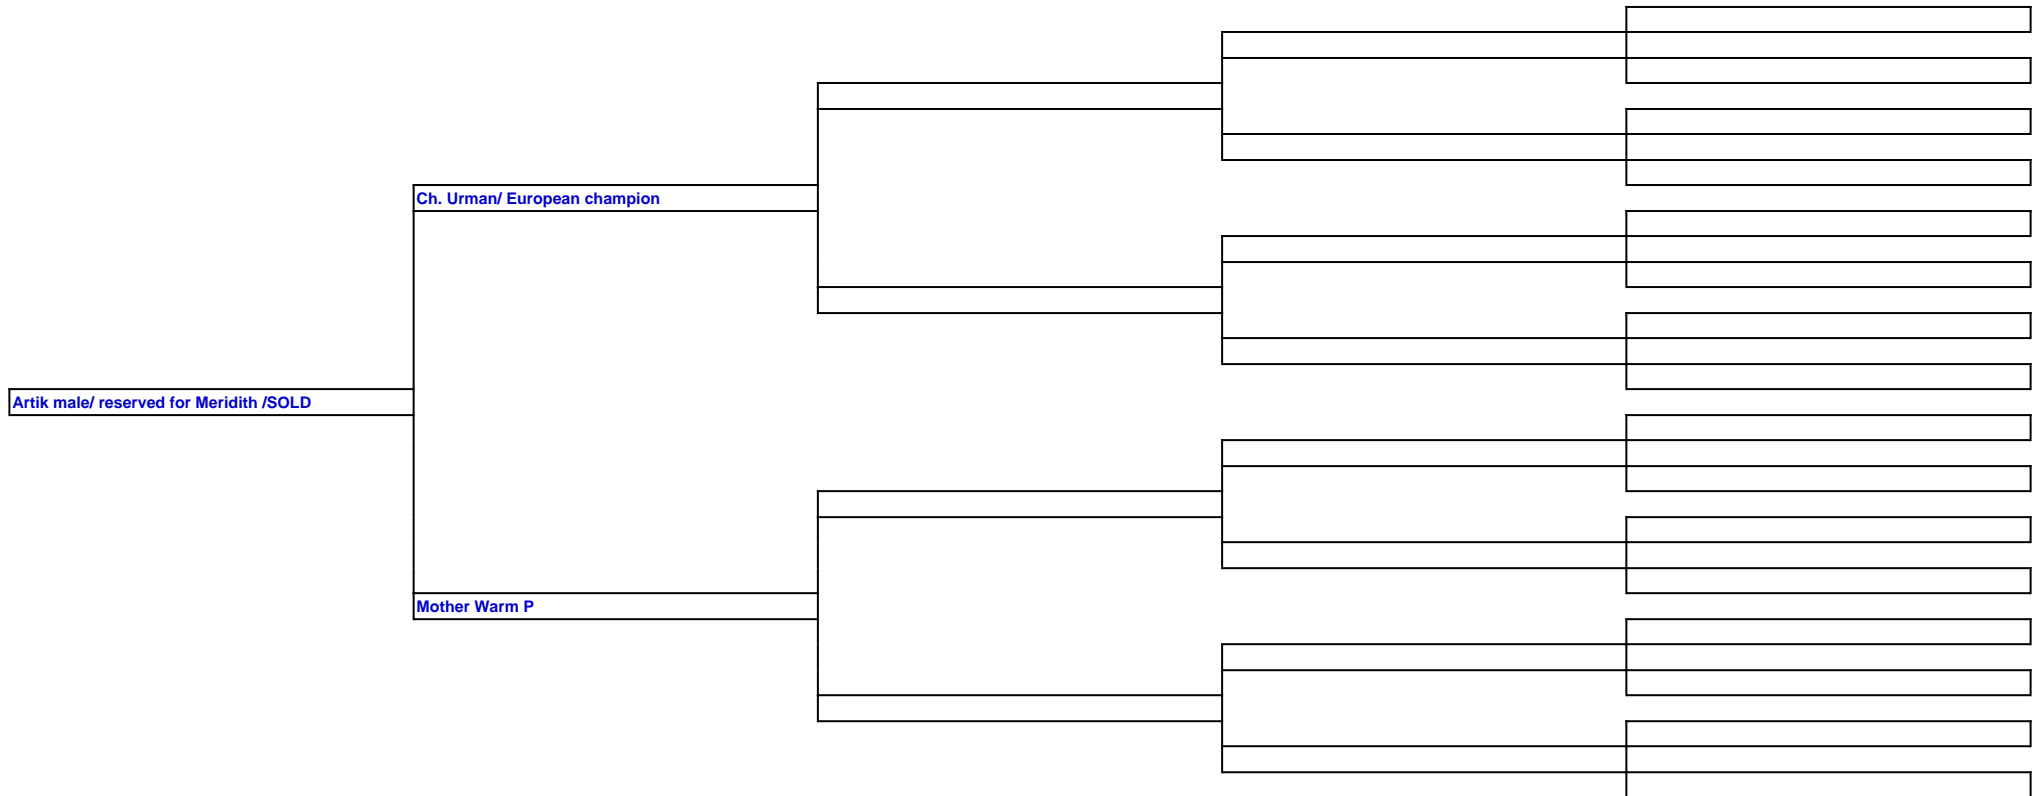 Ch. Urman/ European champion
Artik male/ reserved for Meridith /SOLD
Mother Warm P